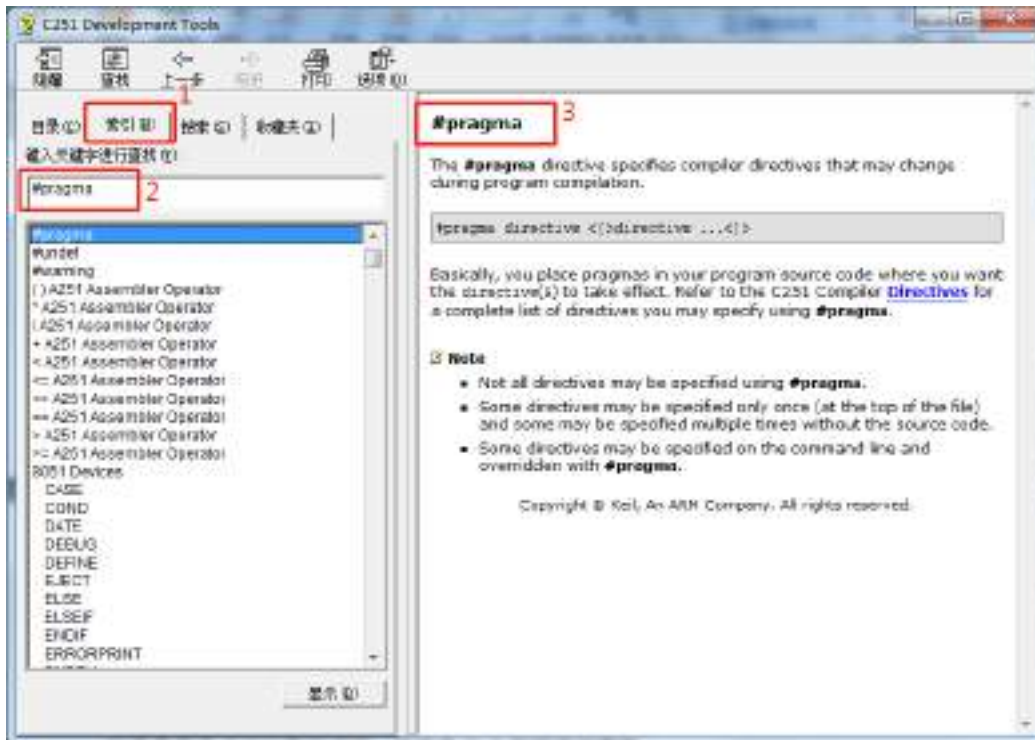 C251 Development Tools
隐藏 查找 上一步 打印 选项(O)
1
目录(C) 索引(N) 搜索(S) 收藏夹(I)
键入关键字进行查找(W)
#pragma 2
#pragma
#undef
#warning
( ) A251 Assembler Operator
* A251 Assembler Operator
A251 Assembler Operator
+ A251 Assembler Operator
< A251 Assembler Operator
<= A251 Assembler Operator
A251 Assembler Operator
== A251 Assembler Operator
> A251 Assembler Operator
>= A251 Assembler Operator
8051 Devices
CASE
COND
DATE
DEBUG
DEFINE
EJECT
ELSE
ELSEIF
ENDIF
ERRORPRINT
显示(D)
#pragma 3
The #pragma directive specifies compiler directives that may change
during program compilation.
#pragma directive <[>directive ...<]>
Basically, you place pragmas in your program source code where you want
the directive(s) to take effect. Refer to the C251 Compiler Directives for
a complete list of directives you may specify using #pragma.
Note
• Not all directives may be specified using #pragma.
• Some directives may be specified only once (at the top of the file)
and some may be specified multiple times without the source code.
• Some directives may be specified on the command line and
overridden with #pragma.
Copyright © Keil, An ARM Company. All rights reserved.